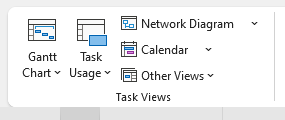 Gantt
Chart
Task
Usage
Network Diagram
Calendar
Other Views
Task Views